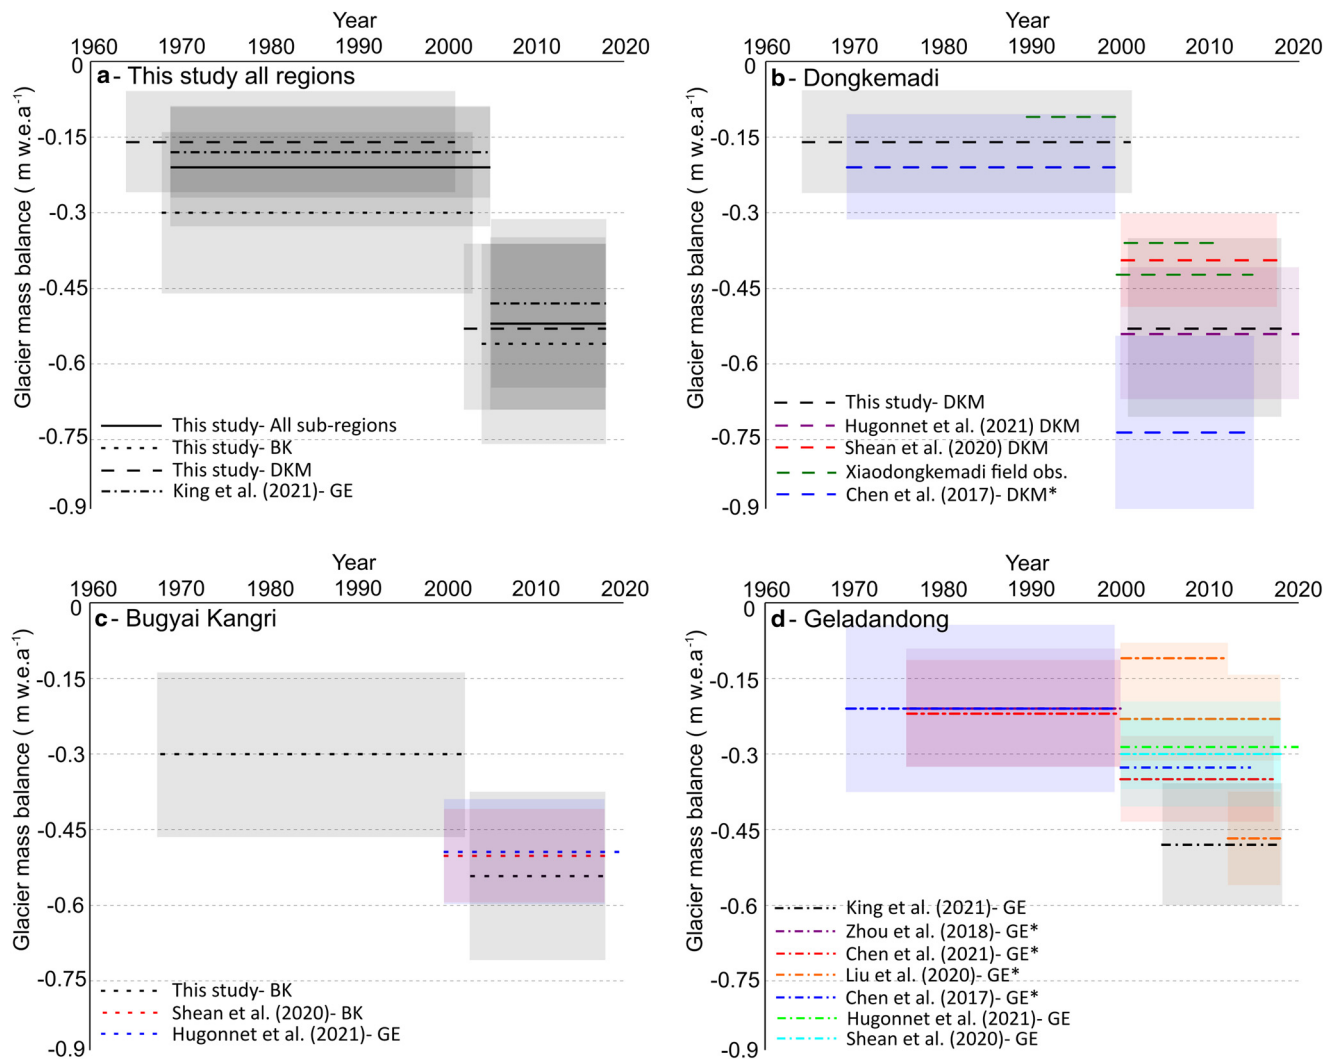 Year
1960 1970 1980 1990 2000 2010 2020
a - This study all regions
Glacier mass balance ( m w.e.a-1)
0
-0.15
-0.3
-0.45
-0.6
-0.75
-0.9
This study- All sub-regions
This study- BK
This study- DKM
King et al. (2021)- GE
Year
1960 1970 1980 1990 2000 2010 2020
b - Dongkemadi
Glacier mass balance ( m w.e.a-1)
0
-0.15
-0.3
-0.45
-0.6
-0.75
-0.9
This study- DKM
Hugonnet et al. (2021) DKM
Shean et al. (2020) DKM
Xiaodongkemadi field obs.
Chen et al. (2017)- DKM*
Year
1960 1970 1980 1990 2000 2010 2020
c - Bugyai Kangri
Glacier mass balance ( m w.e.a-1)
0
-0.15
-0.3
-0.45
-0.6
-0.75
-0.9
This study- BK
Shean et al. (2020)- BK
Hugonnet et al. (2021)- GE
Year
1960 1970 1980 1990 2000 2010 2020
d - Geladandong
Glacier mass balance ( m w.e.a-1)
0
-0.15
-0.3
-0.45
-0.6
-0.75
-0.9
King et al. (2021)- GE
Zhou et al. (2018)- GE*
Chen et al. (2021)- GE*
Liu et al. (2020)- GE*
Chen et al. (2017)- GE*
Hugonnet et al. (2021)- GE
Shean et al. (2020)- GE